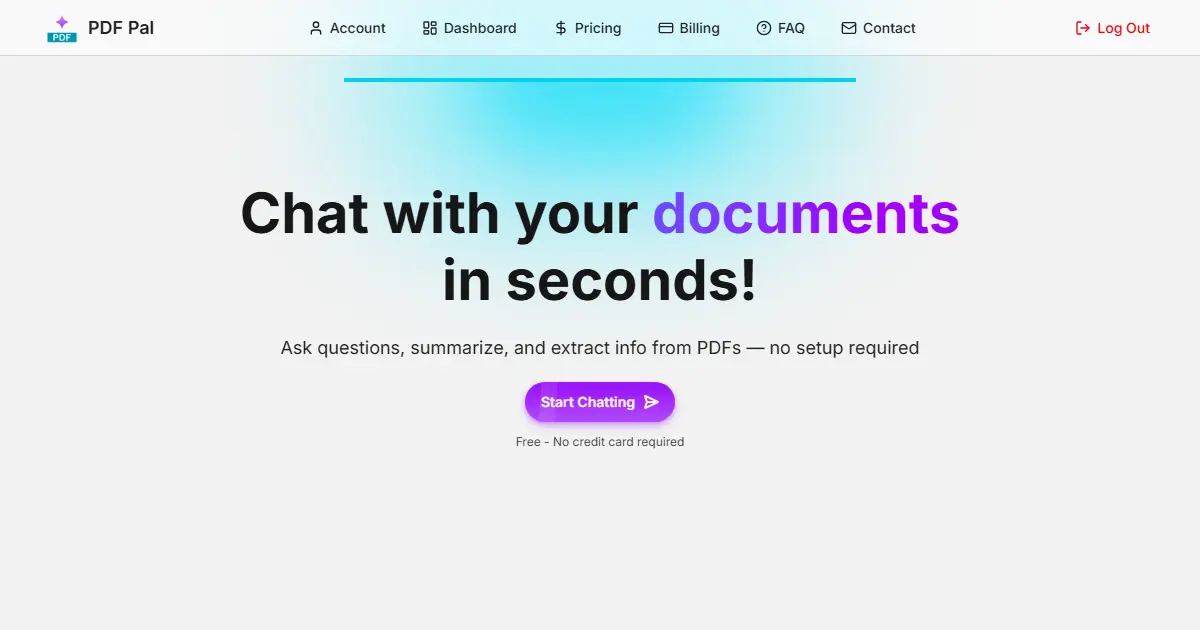 PDF
PDF Pal
Account
Dashboard
Pricing
Billing
FAQ
Contact
Log Out
Chat with your documents
in seconds!
Ask questions, summarize, and extract info from PDFs — no setup required
Start Chatting
Free - No credit card required